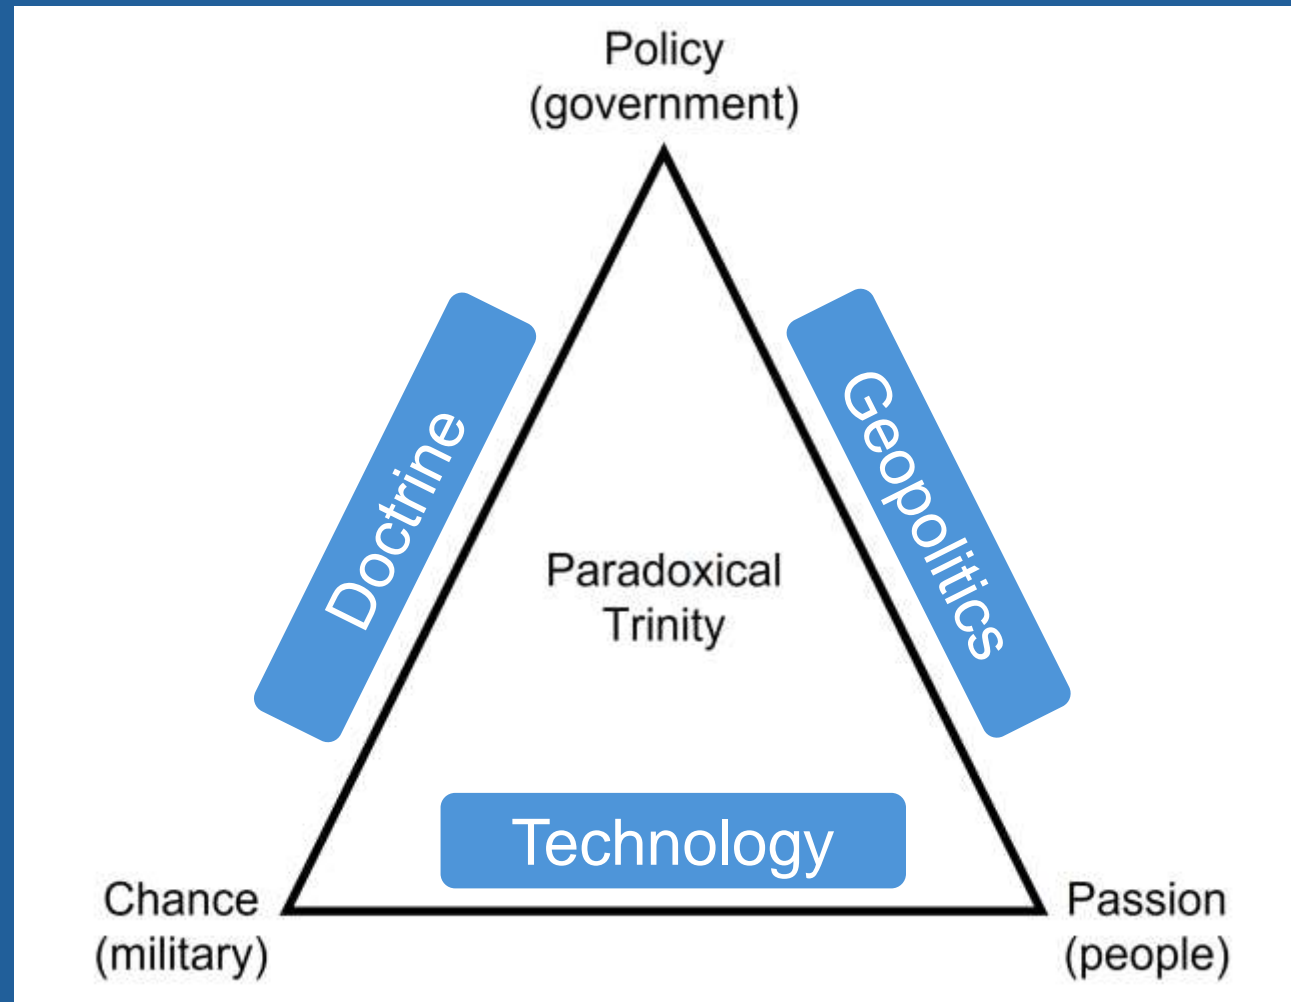 Policy
(government)
Doctrine
Geopolitics
Paradoxical
Trinity
Technology
Chance
(military)
Passion
(people)